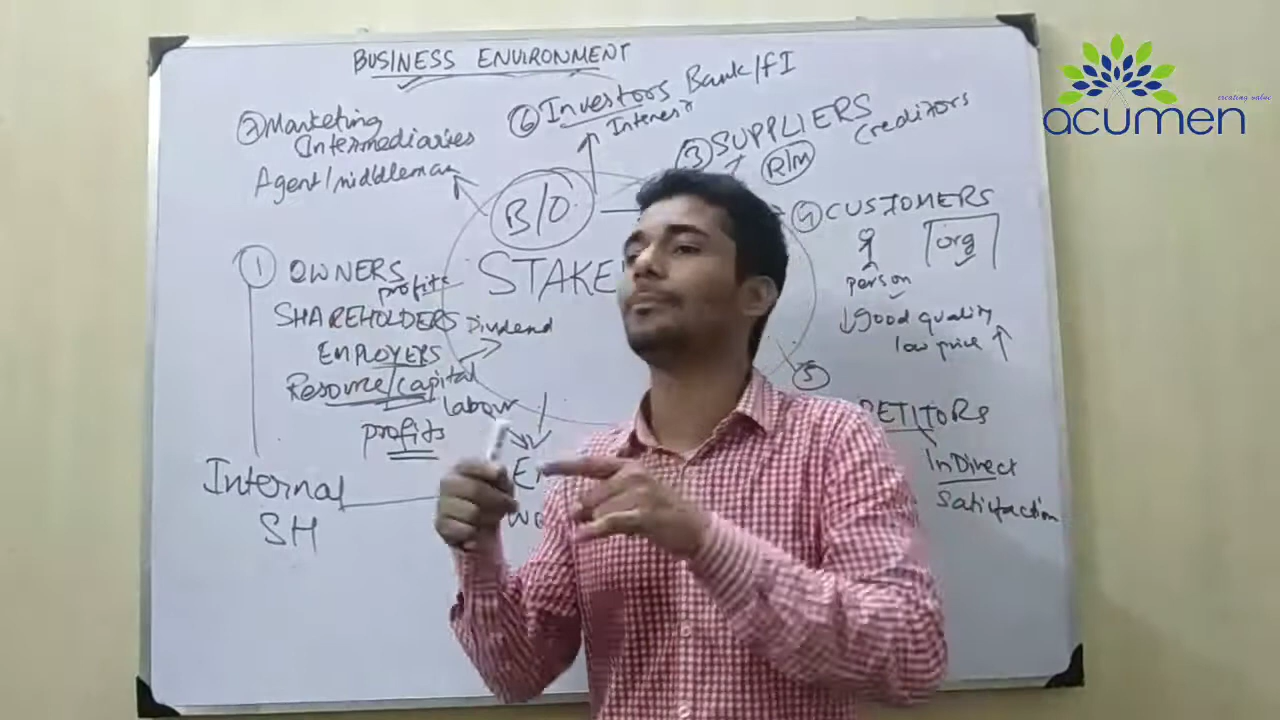 BUSINESS ENVIRONMENT
creating value
acumen
② Marketing
Intermediaries
Agent/middleman
⑥ Investors Bank/FI
Interest
③ SUPPLIERS
Creditors
R/M
B/O
STAKE
④ CUSTOMERS
org
person
↓ Good quality
low price ↑
① OWNERS
profits
SHAREHOLDERS Dividend
EMPLOYERS
Resource/capital
labour
profits
⑤
PETITORS
InDirect
Satisfaction
Internal
SH